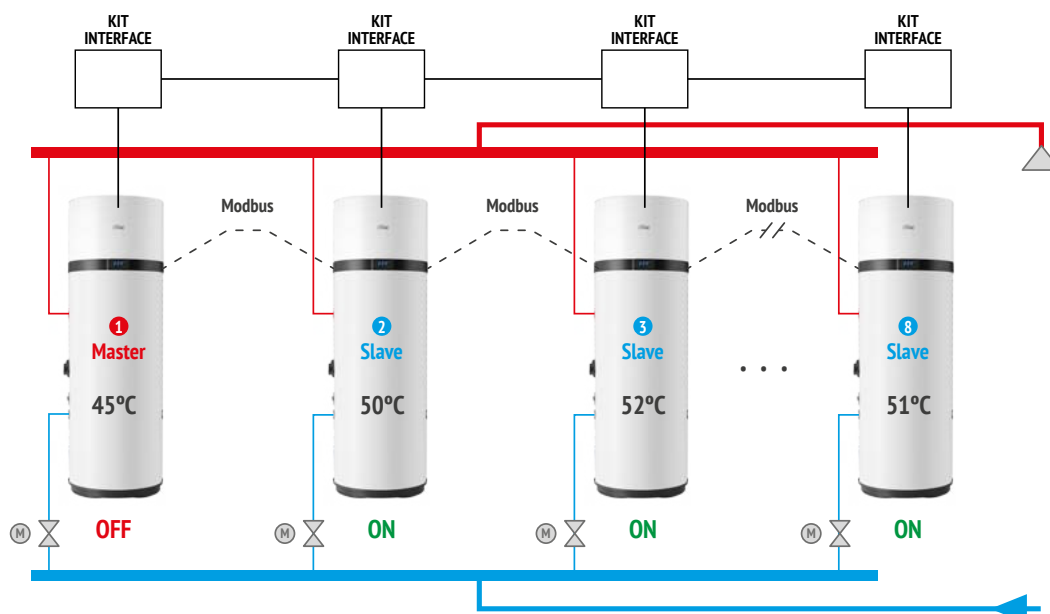 KIT
INTERFACE
KIT
INTERFACE
KIT
INTERFACE
KIT
INTERFACE
Modbus
Modbus
Modbus
1
Master
45ºC
2
Slave
50ºC
3
Slave
52ºC
...
8
Slave
51ºC
M
OFF
M
ON
M
ON
M
ON